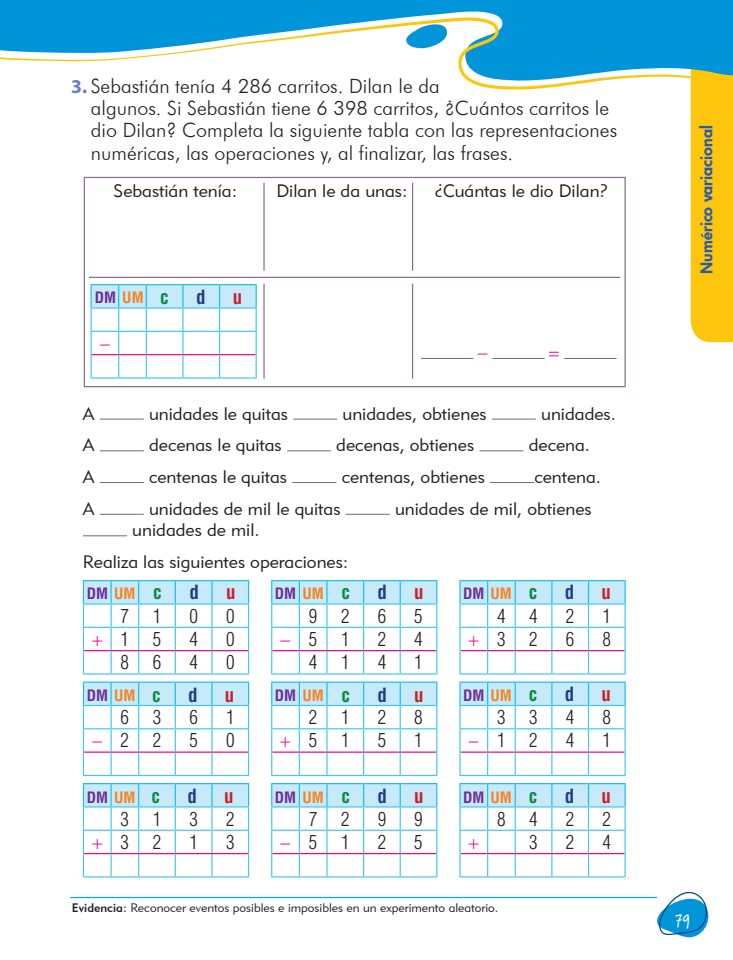 3. Sebastián tenía 4 286 carritos. Dilan le da
algunos. Si Sebastián tiene 6 398 carritos, ¿Cuántos carritos le
dio Dilan? Completa la siguiente tabla con las representaciones
numéricas, las operaciones y, al finalizar, las frases.
Numérico variacional
Sebastián tenía: Dilan le da unas: ¿Cuántas le dio Dilan?
DM UM c d u
−
_____ − _____ = _____
A _____ unidades le quitas _____ unidades, obtienes _____ unidades.
A _____ decenas le quitas _____ decenas, obtienes _____ decena.
A _____ centenas le quitas _____ centenas, obtienes _____centena.
A _____ unidades de mil le quitas _____ unidades de mil, obtienes
_____ unidades de mil.
Realiza las siguientes operaciones:
DM UM c d u DM UM c d u DM UM c d u
7 1 0 0 9 2 6 5 4 4 2 1
+ 1 5 4 0 − 5 1 2 4 + 3 2 6 8
8 6 4 0 4 1 4 1
DM UM c d u DM UM c d u DM UM c d u
6 3 6 1 2 1 2 8 3 3 4 8
− 2 2 5 0 + 5 1 5 1 − 1 2 4 1
DM UM c d u DM UM c d u DM UM c d u
3 1 3 2 7 2 9 9 8 4 2 2
+ 3 2 1 3 − 5 1 2 5 + 3 2 4
Evidencia: Reconocer eventos posibles e imposibles en un experimento aleatorio.
79